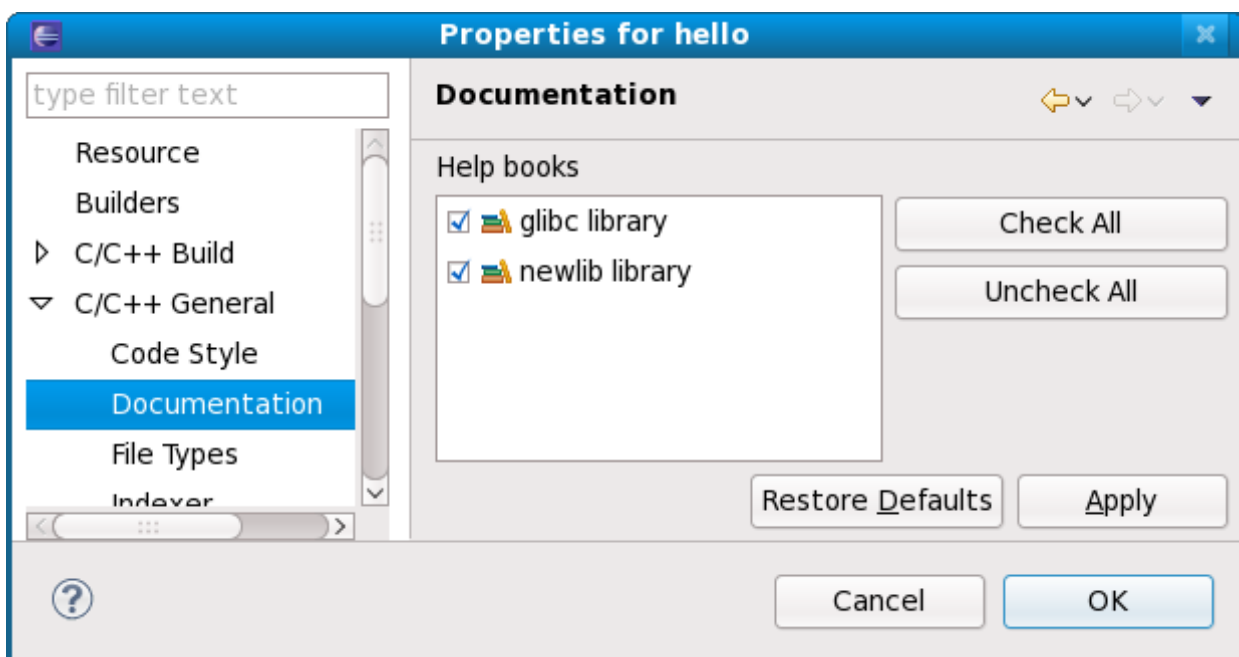 Properties for hello
type filter text
Resource
Builders
C/C++ Build
C/C++ General
Code Style
Documentation
File Types
Indexer
Documentation
Help books
glibc library
newlib library
Check All
Uncheck All
Restore Defaults
Apply
Cancel
OK